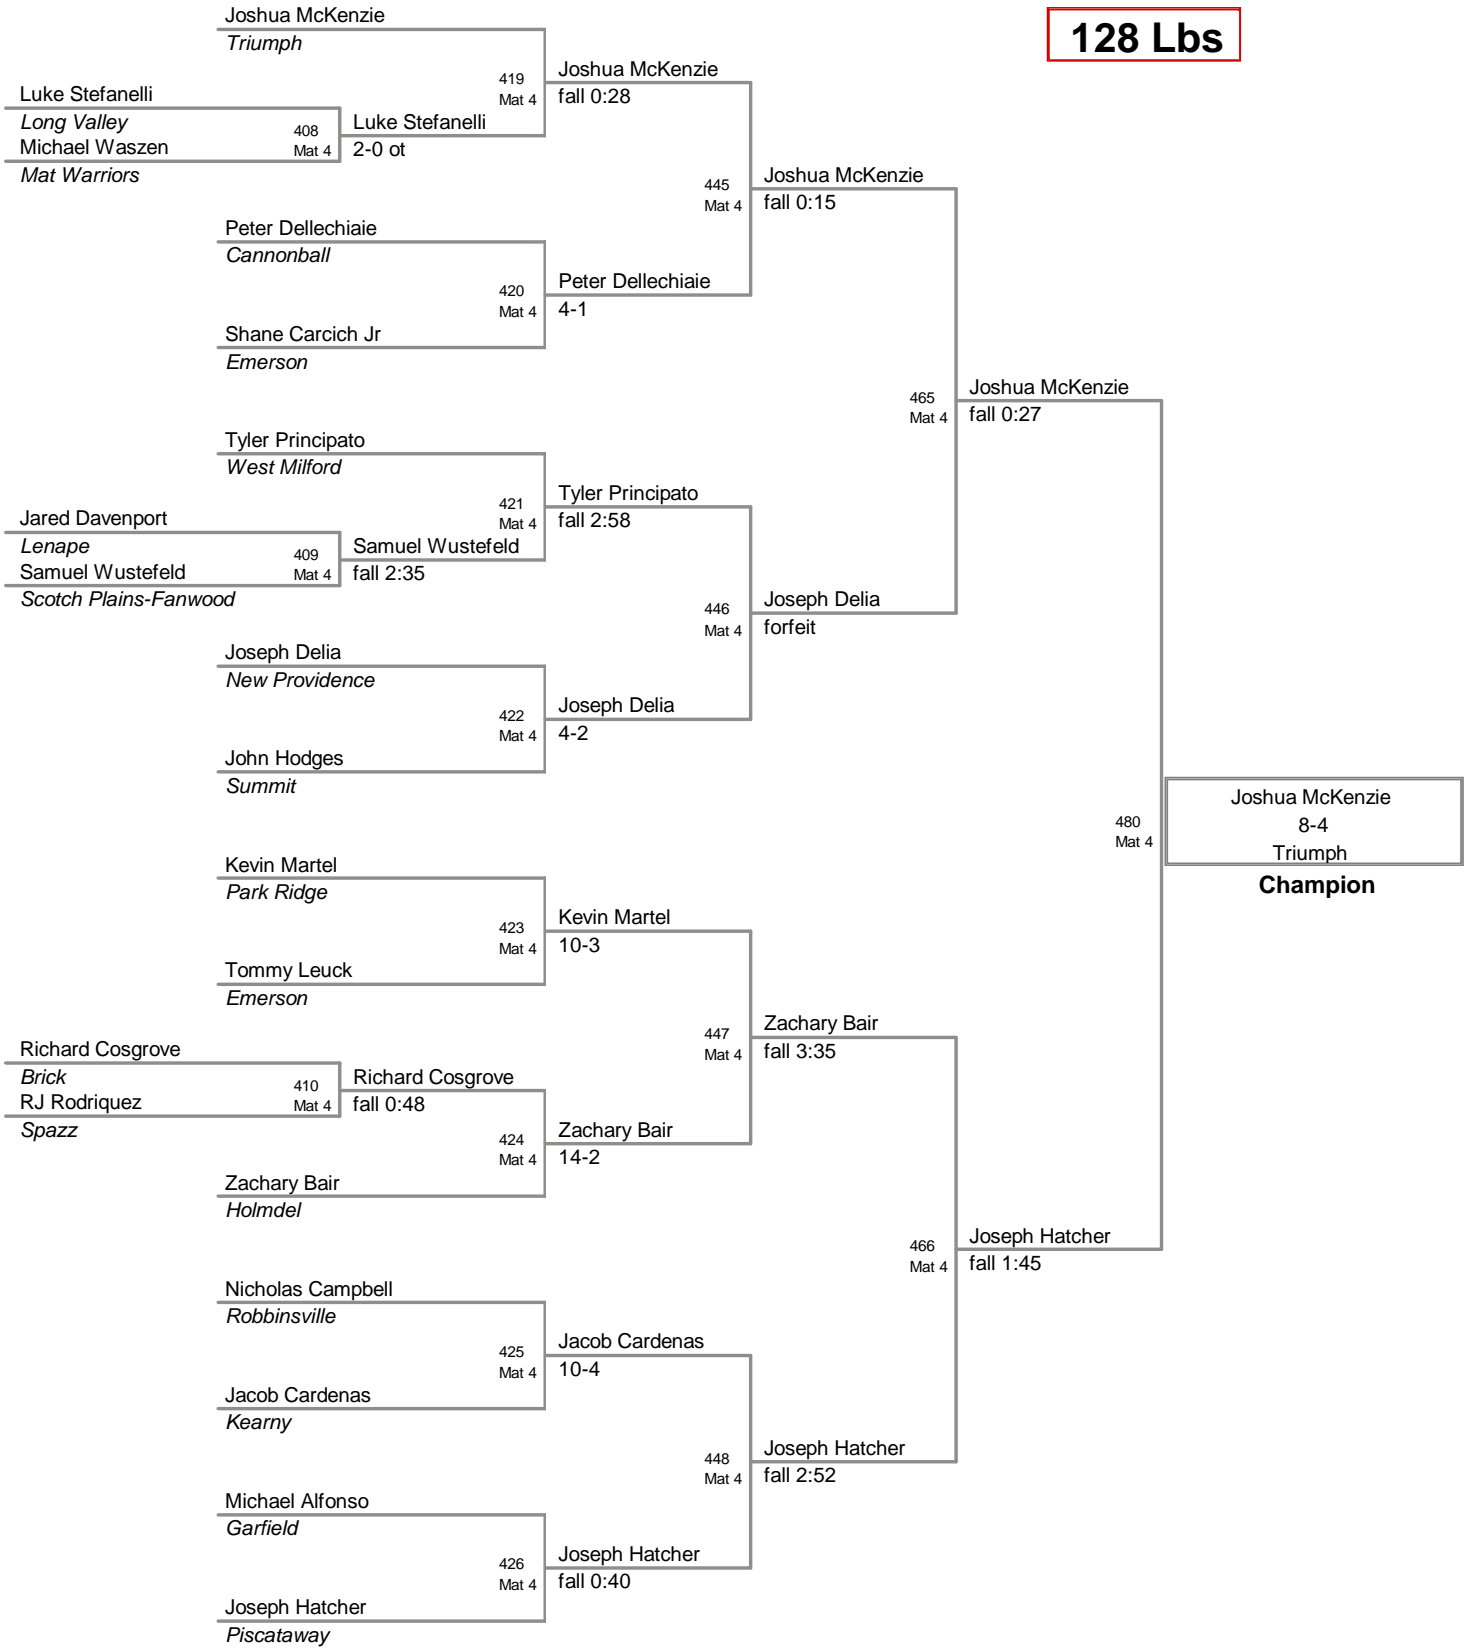 128 Lbs
Joshua McKenzie
Triumph
419
Mat 4
Joshua McKenzie
fall 0:28
Luke Stefanelli
Long Valley
Michael Waszen
Mat Warriors
408
Mat 4
Luke Stefanelli
2-0 ot
445
Mat 4
Joshua McKenzie
fall 0:15
Peter Dellechiaie
Cannonball
420
Mat 4
Peter Dellechiaie
4-1
Shane Carcich Jr
Emerson
465
Mat 4
Joshua McKenzie
fall 0:27
Tyler Principato
West Milford
421
Mat 4
Tyler Principato
fall 2:58
Jared Davenport
Lenape
Samuel Wustefeld
Scotch Plains-Fanwood
409
Mat 4
Samuel Wustefeld
fall 2:35
446
Mat 4
Joseph Delia
forfeit
Joseph Delia
New Providence
422
Mat 4
Joseph Delia
4-2
John Hodges
Summit
480
Mat 4
Joshua McKenzie
8-4
Triumph
Champion
Kevin Martel
Park Ridge
423
Mat 4
Kevin Martel
10-3
Tommy Leuck
Emerson
447
Mat 4
Zachary Bair
fall 3:35
Richard Cosgrove
Brick
RJ Rodriquez
Spazz
410
Mat 4
Richard Cosgrove
fall 0:48
424
Mat 4
Zachary Bair
14-2
Zachary Bair
Holmdel
466
Mat 4
Joseph Hatcher
fall 1:45
Nicholas Campbell
Robbinsville
425
Mat 4
Jacob Cardenas
10-4
Jacob Cardenas
Kearny
448
Mat 4
Joseph Hatcher
fall 2:52
Michael Alfonso
Garfield
426
Mat 4
Joseph Hatcher
fall 0:40
Joseph Hatcher
Piscataway